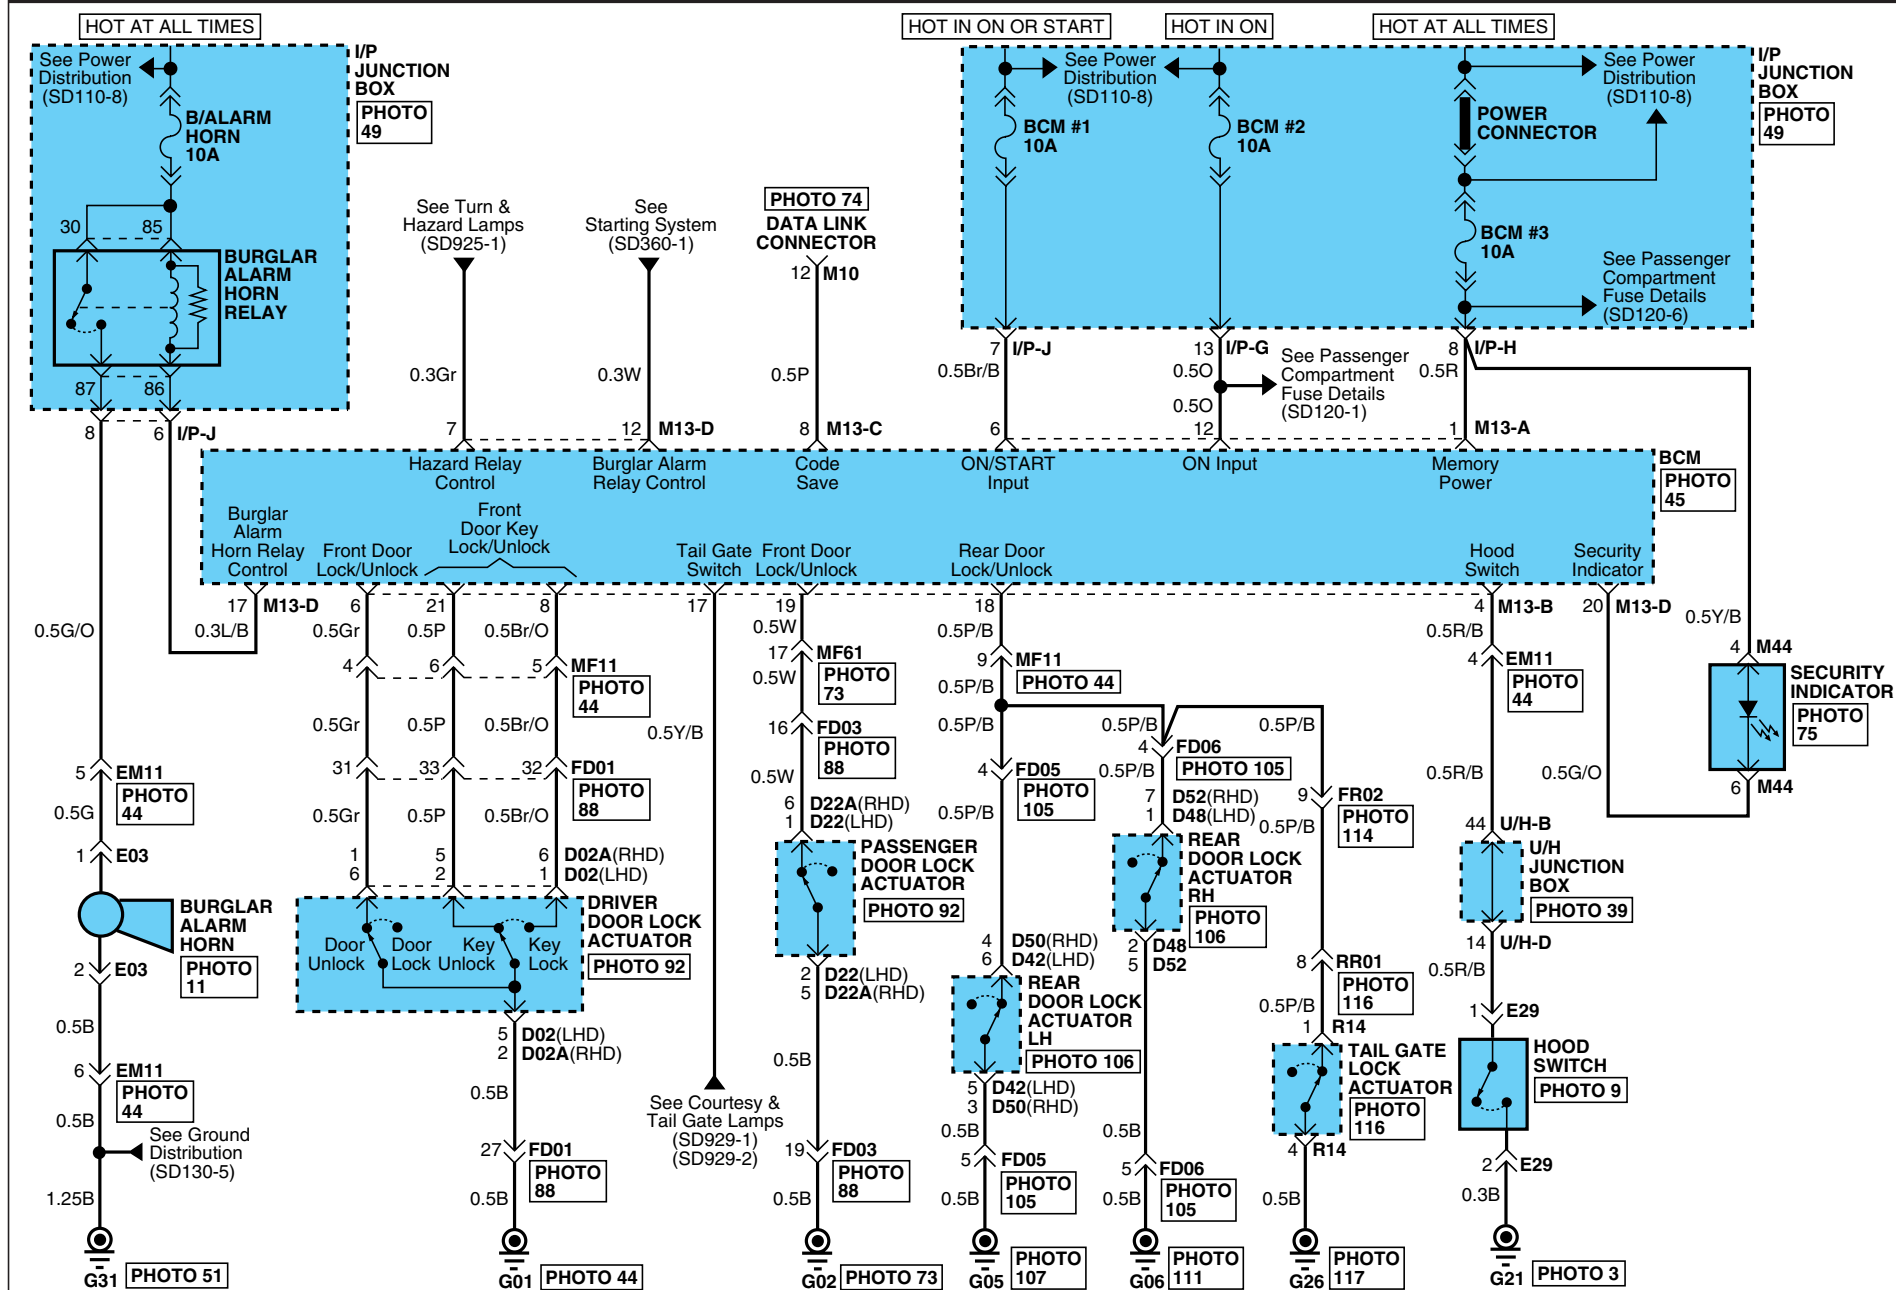 HOT AT ALL TIMES
HOT IN ON OR START
HOT IN ON
HOT AT ALL TIMES
See Power
Distribution
(SD110-8)
I/P
JUNCTION
BOX
PHOTO
49
B/ALARM
HORN
10A
30
85
BURGLAR
ALARM
HORN
RELAY
87
86
8
6
I/P-J
See Turn &
Hazard Lamps
(SD925-1)
See
Starting System
(SD360-1)
PHOTO 74
DATA LINK
CONNECTOR
12
M10
See Power
Distribution
(SD110-8)
BCM #1
10A
BCM #2
10A
POWER
CONNECTOR
See Power
Distribution
(SD110-8)
I/P
JUNCTION
BOX
PHOTO
49
BCM #3
10A
See Passenger
Compartment
Fuse Details
(SD120-6)
7
I/P-J
13
I/P-G
8
I/P-H
0.3Gr
0.3W
0.5P
0.5Br/B
0.5O
0.5O
See Passenger
Compartment
Fuse Details
(SD120-1)
0.5R
7
12
M13-D
8
M13-C
6
12
1
M13-A
Hazard Relay
Control
Burglar Alarm
Relay Control
Code
Save
ON/START
Input
ON Input
Memory
Power
BCM
PHOTO
45
Burglar
Alarm
Horn Relay
Control
Front Door
Lock/Unlock
Front
Door Key
Lock/Unlock
Tail Gate
Switch
Front Door
Lock/Unlock
Rear Door
Lock/Unlock
Hood
Switch
Security
Indicator
17
M13-D
6
21
8
17
19
18
4
M13-B
20
M13-D
0.5G/O
0.3L/B
0.5Gr
0.5P
0.5Br/O
0.5W
0.5P/B
0.5R/B
0.5Y/B
4
6
5
MF11
PHOTO
44
17
MF61
PHOTO
73
9
MF11
PHOTO 44
4
EM11
PHOTO
44
4
M44
SECURITY
INDICATOR
PHOTO
75
6
M44
0.5Gr
0.5P
0.5Br/O
0.5Y/B
0.5W
16
FD03
PHOTO
88
0.5W
0.5P/B
0.5P/B
0.5P/B
0.5P/B
4
FD06
PHOTO 105
0.5P/B
0.5R/B
0.5G/O
5
EM11
PHOTO
44
0.5G
1
E03
31
33
32
FD01
PHOTO
88
0.5Gr
0.5P
0.5Br/O
1
5
6
D02A(RHD)
6
2
1
D02(LHD)
6
D22A(RHD)
1
D22(LHD)
4
FD05
PHOTO
105
0.5P/B
7
D52(RHD)
1
D48(LHD)
9
FR02
PHOTO
114
0.5P/B
44
U/H-B
U/H
JUNCTION
BOX
PHOTO 39
14
U/H-D
0.5R/B
BURGLAR
ALARM
HORN
PHOTO
11
2
E03
0.5B
6
EM11
PHOTO
44
0.5B
See Ground
Distribution
(SD130-5)
1.25B
G31
PHOTO 51
DRIVER
DOOR LOCK
ACTUATOR
PHOTO 92
Door
Unlock
Door
Lock
Key
Unlock
Key
Lock
5
D02(LHD)
2
D02A(RHD)
0.5B
27
FD01
PHOTO
88
0.5B
G01
PHOTO 44
See Courtesy &
Tail Gate Lamps
(SD929-1)
(SD929-2)
PASSENGER
DOOR LOCK
ACTUATOR
PHOTO 92
2
D22(LHD)
5
D22A(RHD)
0.5B
19
FD03
PHOTO
88
0.5B
G02
PHOTO 73
4
D50(RHD)
6
D42(LHD)
REAR
DOOR LOCK
ACTUATOR
LH
PHOTO 106
5
D42(LHD)
3
D50(RHD)
0.5B
5
FD05
PHOTO
105
0.5B
G05
PHOTO
107
REAR
DOOR LOCK
ACTUATOR
RH
PHOTO
106
2
D48
5
D52
0.5B
5
FD06
PHOTO
105
0.5B
G06
PHOTO
111
8
RR01
PHOTO
116
0.5P/B
1
R14
TAIL GATE
LOCK
ACTUATOR
PHOTO
116
4
R14
0.5B
G26
PHOTO
117
1
E29
HOOD
SWITCH
PHOTO 9
2
E29
0.3B
G21
PHOTO 3